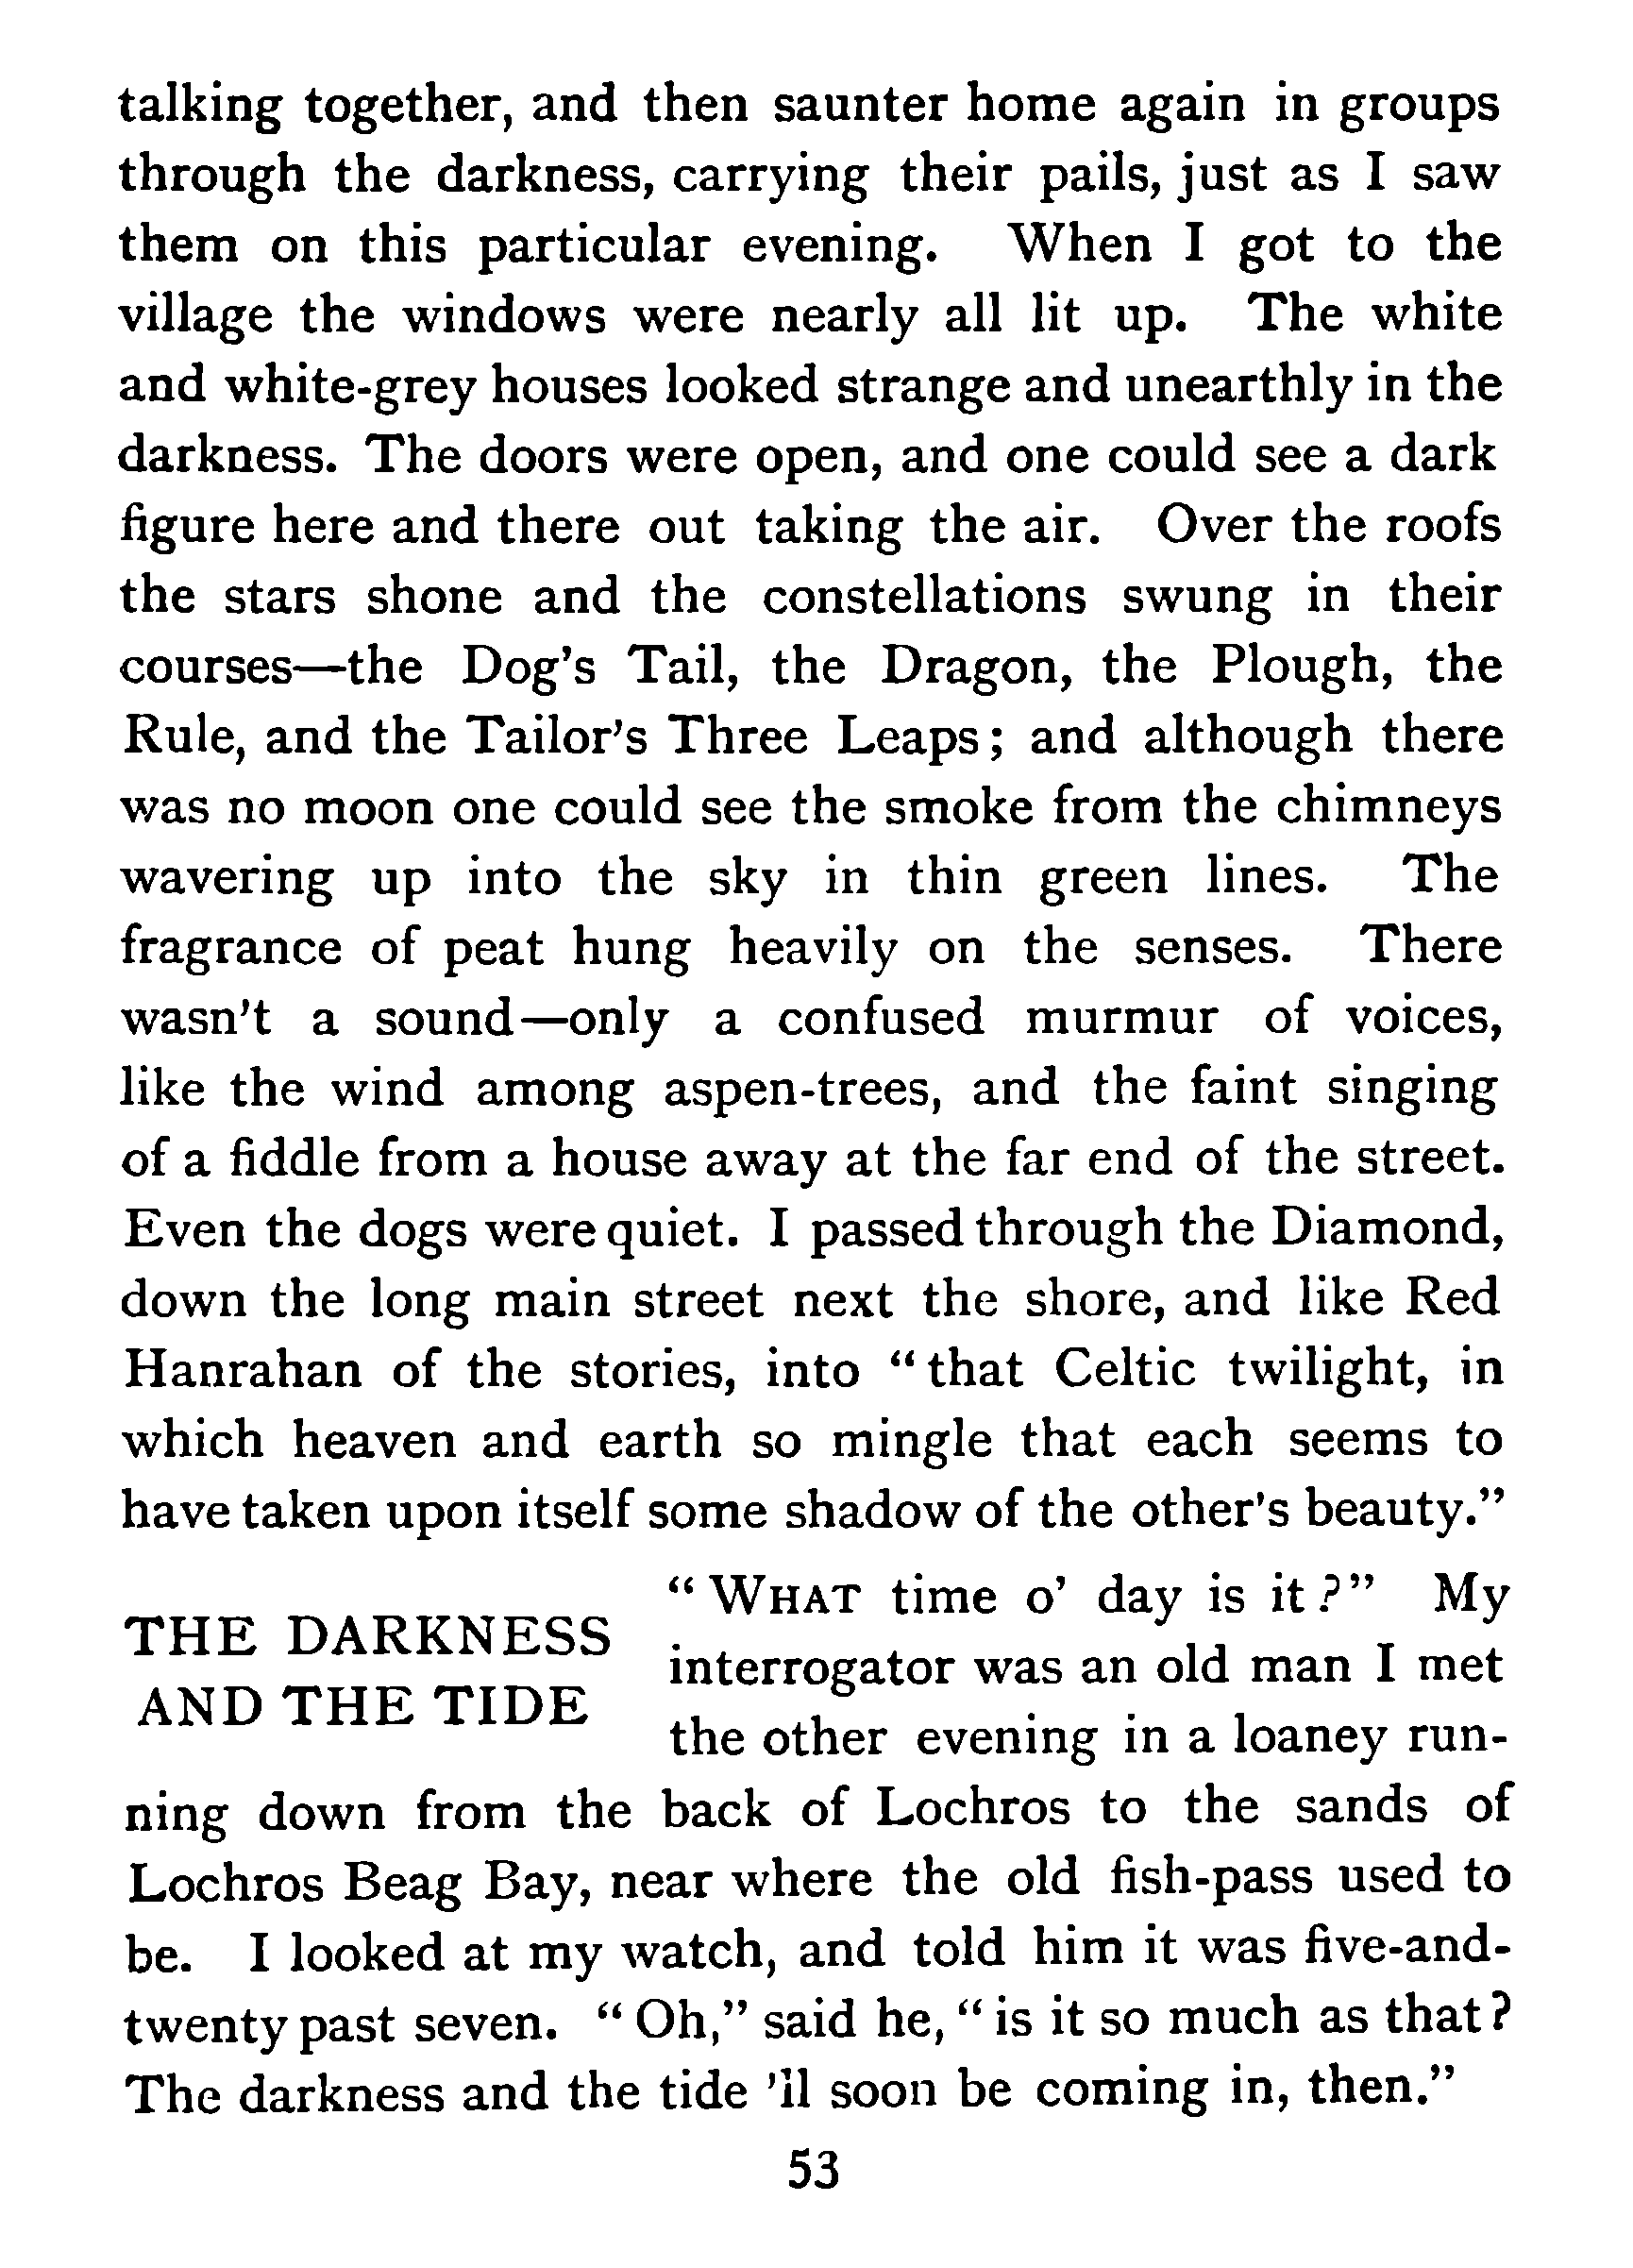 talking together, and then saunter home again in groups
through the darkness, carrying their pails, just as I saw
them on this particular evening. When I got to the
village the windows were nearly all lit up. The white
and white-grey houses looked strange and unearthly in the
darkness. The doors were open, and one could see a dark
figure here and there out taking the air. Over the roofs
the stars shone and the constellations swung in their
courses—the Dog's Tail, the Dragon, the Plough, the
Rule, and the Tailor's Three Leaps; and although there
was no moon one could see the smoke from the chimneys
wavering up into the sky in thin green lines. The
fragrance of peat hung heavily on the senses. There
wasn't a sound—only a confused murmur of voices,
like the wind among aspen-trees, and the faint singing
of a fiddle from a house away at the far end of the street.
Even the dogs were quiet. I passed through the Diamond,
down the long main street next the shore, and like Red
Hanrahan of the stories, into "that Celtic twilight, in
which heaven and earth so mingle that each seems to
have taken upon itself some shadow of the other's beauty."
THE DARKNESS
AND THE TIDE
"WHAT time o' day is it?" My
interrogator was an old man I met
the other evening in a loaney run-
ning down from the back of Lochros to the sands of
Lochros Beag Bay, near where the old fish-pass used to
be. I looked at my watch, and told him it was five-and-
twenty past seven. "Oh," said he, "is it so much as that?
The darkness and the tide 'll soon be coming in, then."
53